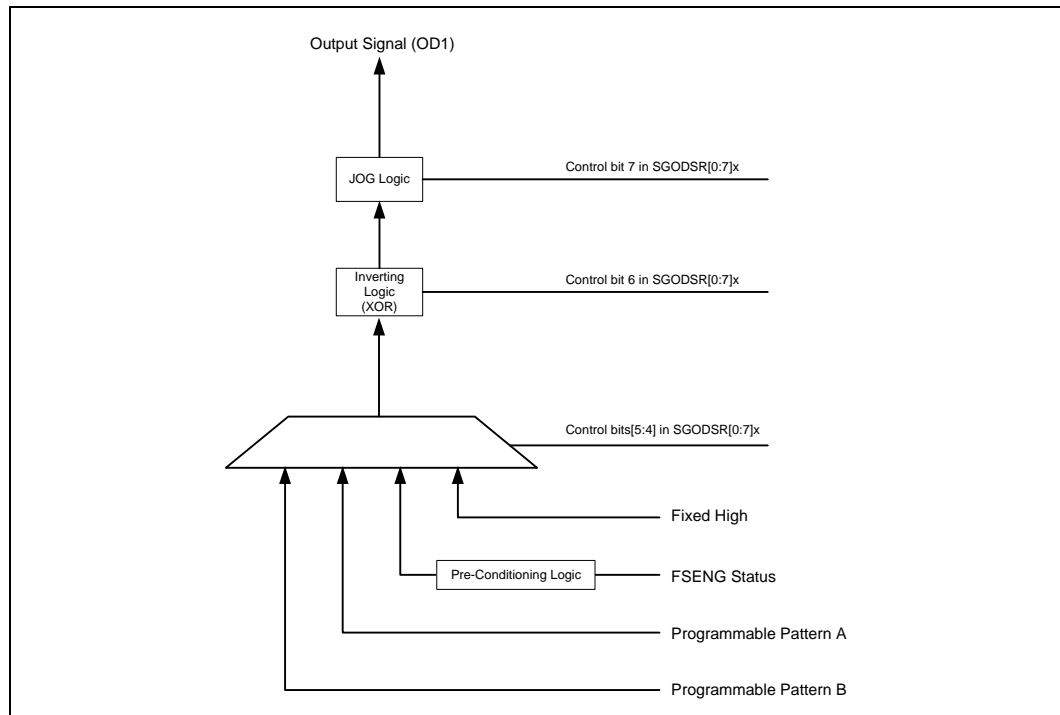 Output Signal (OD1)
JOG Logic
Control bit 7 in SGODSR[0:7]x
Inverting
Logic
(XOR)
Control bit 6 in SGODSR[0:7]x
Control bits[5:4] in SGODSR[0:7]x
Fixed High
Pre-Conditioning Logic
FSENG Status
Programmable Pattern A
Programmable Pattern B